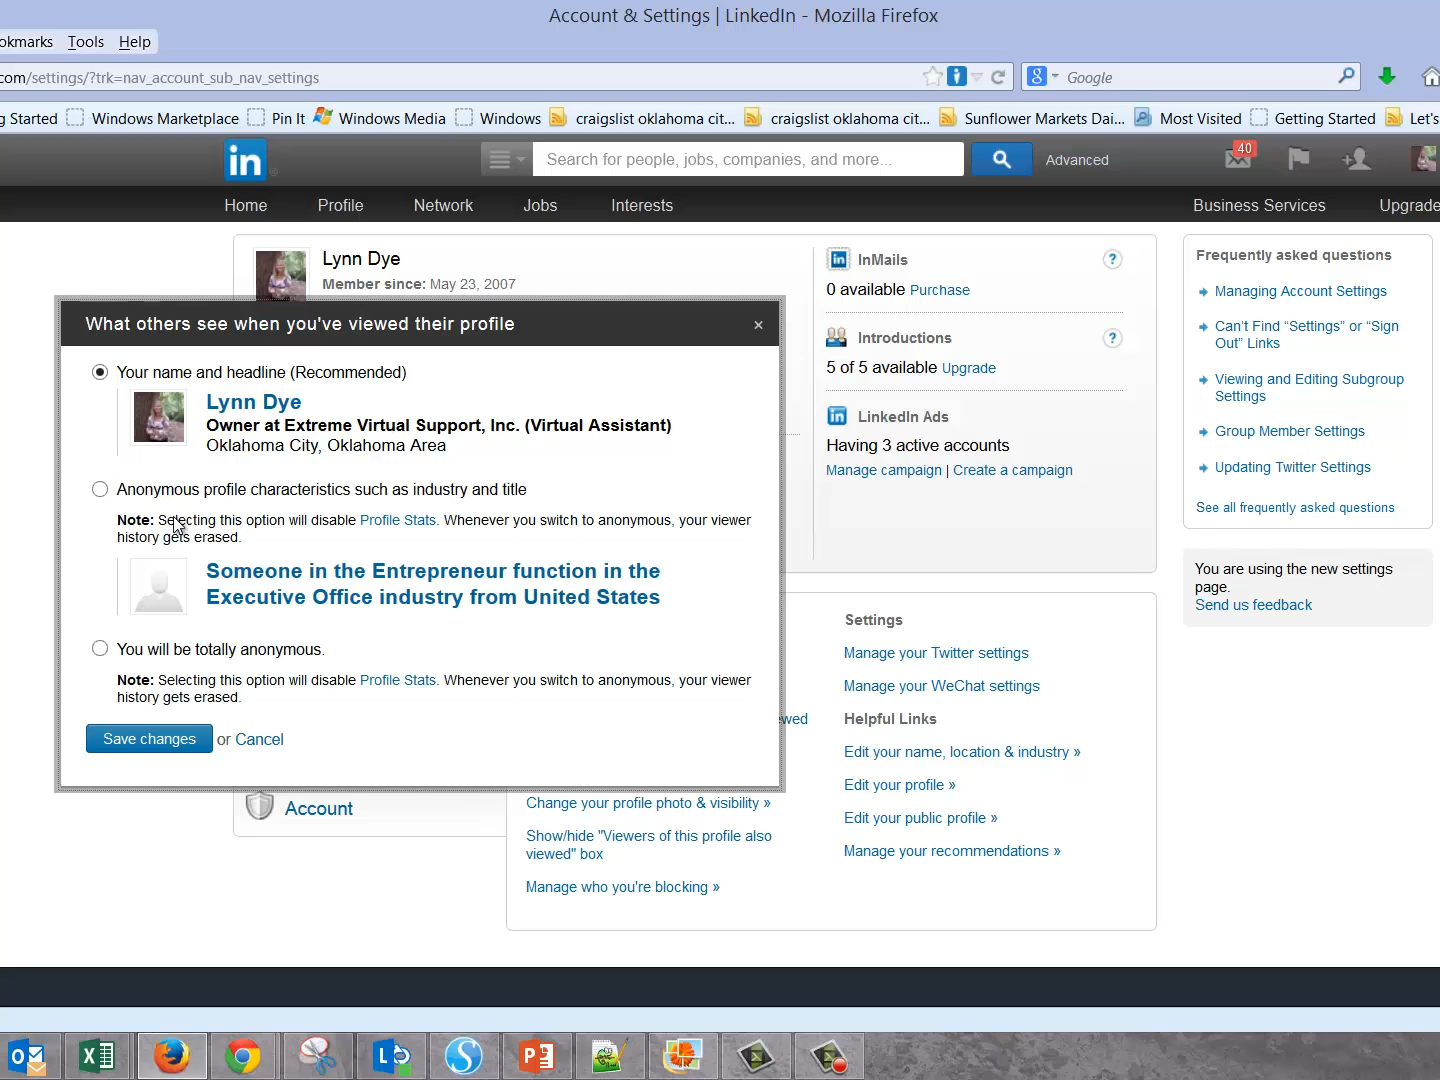 Account & Settings | LinkedIn - Mozilla Firefox
okmarks Tools Help
com/settings/?trk=nav_account_sub_nav_settings
Google
g Started Windows Marketplace Pin It Windows Media Windows craigslist oklahoma cit... craigslist oklahoma cit... Sunflower Markets Dai... Most Visited Getting Started Let's
in Search for people, jobs, companies, and more... Advanced 40
Home Profile Network Jobs Interests Business Services Upgrade
Lynn Dye
Member since: May 23, 2007
InMails
0 available Purchase
Introductions
5 of 5 available Upgrade
LinkedIn Ads
Having 3 active accounts
Manage campaign | Create a campaign
Frequently asked questions
Managing Account Settings
Can't Find "Settings" or "Sign
Out" Links
Viewing and Editing Subgroup
Settings
Group Member Settings
Updating Twitter Settings
See all frequently asked questions
You are using the new settings
page.
Send us feedback
What others see when you've viewed their profile ×
Your name and headline (Recommended)
Lynn Dye
Owner at Extreme Virtual Support, Inc. (Virtual Assistant)
Oklahoma City, Oklahoma Area
Anonymous profile characteristics such as industry and title
Note: Selecting this option will disable Profile Stats. Whenever you switch to anonymous, your viewer
history gets erased.
Someone in the Entrepreneur function in the
Executive Office industry from United States
You will be totally anonymous.
Note: Selecting this option will disable Profile Stats. Whenever you switch to anonymous, your viewer
history gets erased.
Save changes or Cancel
ewed
Account
Change your profile photo & visibility »
Show/hide "Viewers of this profile also
viewed" box
Manage who you're blocking »
Settings
Manage your Twitter settings
Manage your WeChat settings
Helpful Links
Edit your name, location & industry »
Edit your profile »
Edit your public profile »
Manage your recommendations »